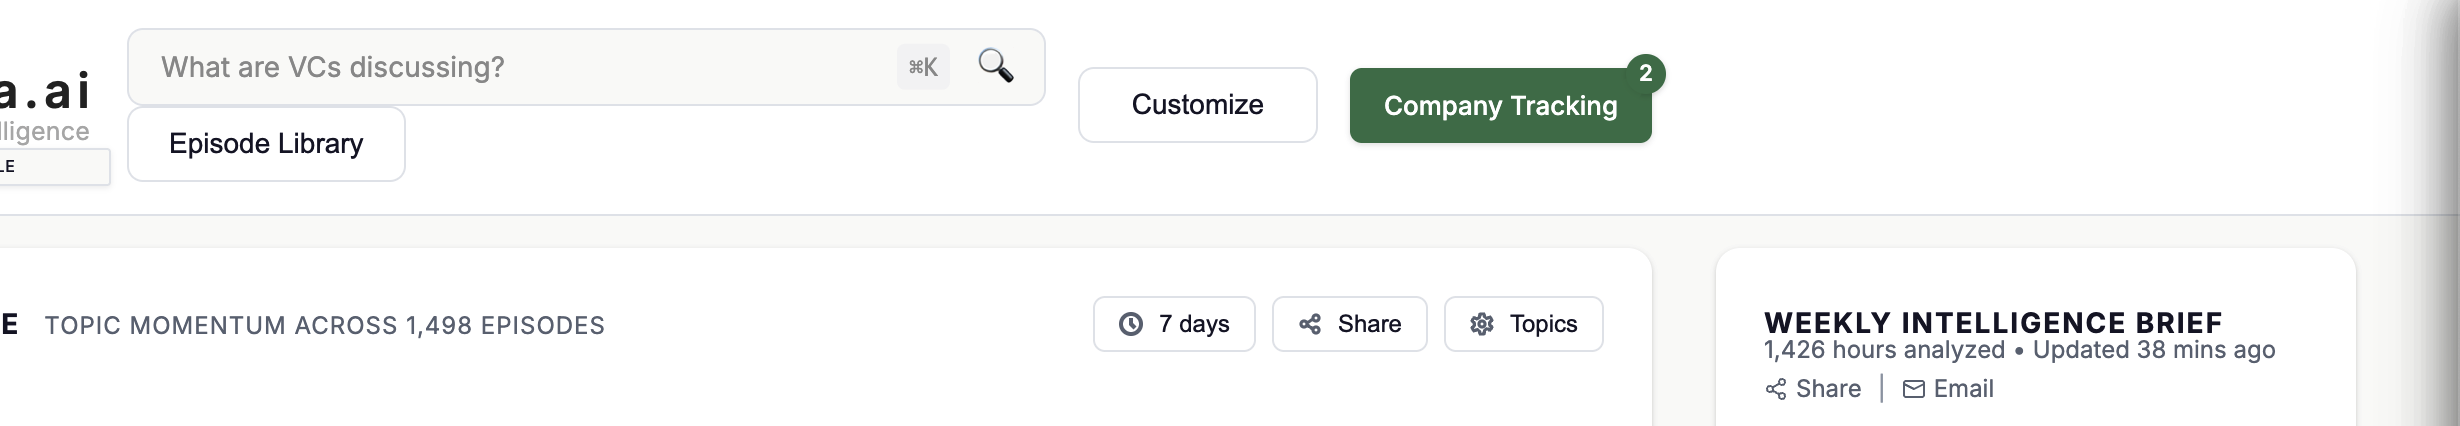 a.ai
lligence
LE
What are VCs discussing? ⌘K
Episode Library
Customize
Company Tracking
2
E TOPIC MOMENTUM ACROSS 1,498 EPISODES
7 days
Share
Topics
WEEKLY INTELLIGENCE BRIEF
1,426 hours analyzed • Updated 38 mins ago
Share | Email